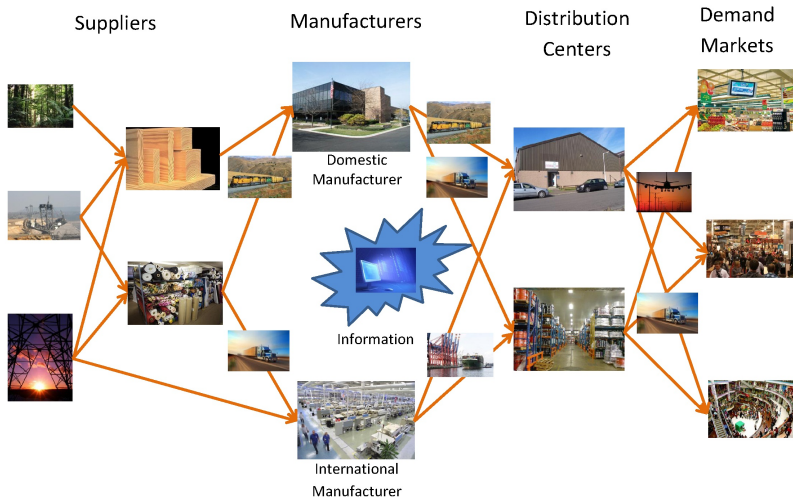 Suppliers
Manufacturers
Distribution
Centers
Demand
Markets
Domestic
Manufacturer
Information
International
Manufacturer